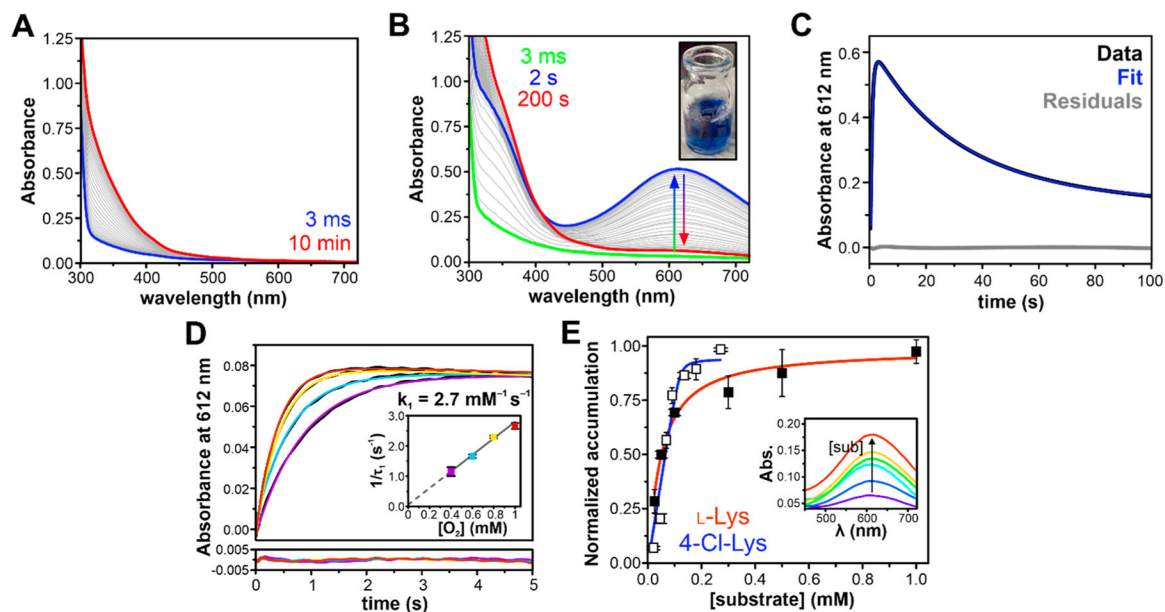 A
Absorbance
1.25
1.00
0.75
0.50
0.25
0.00
3 ms
10 min
300 400 500 600 700
wavelength (nm)
B
Absorbance
1.25
1.00
0.75
0.50
0.25
0.00
3 ms
2 s
200 s
300 400 500 600 700
wavelength (nm)
C
Absorbance at 612 nm
0.6
0.4
0.2
0.0
Data
Fit
Residuals
0 20 40 60 80 100
time (s)
D
Absorbance at 612 nm
0.08
0.06
0.04
0.02
0.00
0.005
-0.005
k₁ = 2.7 mM⁻¹ s⁻¹
1/τ₁ (s⁻¹)
3.0
2.0
1.0
0.0
0 0.2 0.4 0.6 0.8 1
[O₂] (mM)
0 1 2 3 4 5
time (s)
E
Normalized accumulation
1.00
0.75
0.50
0.25
0.00
L-Lys
4-Cl-Lys
Abs.
0.20
0.15
0.10
0.05
[sub]
500 600 700
λ (nm)
0.0 0.2 0.4 0.6 0.8 1.0
[substrate] (mM)